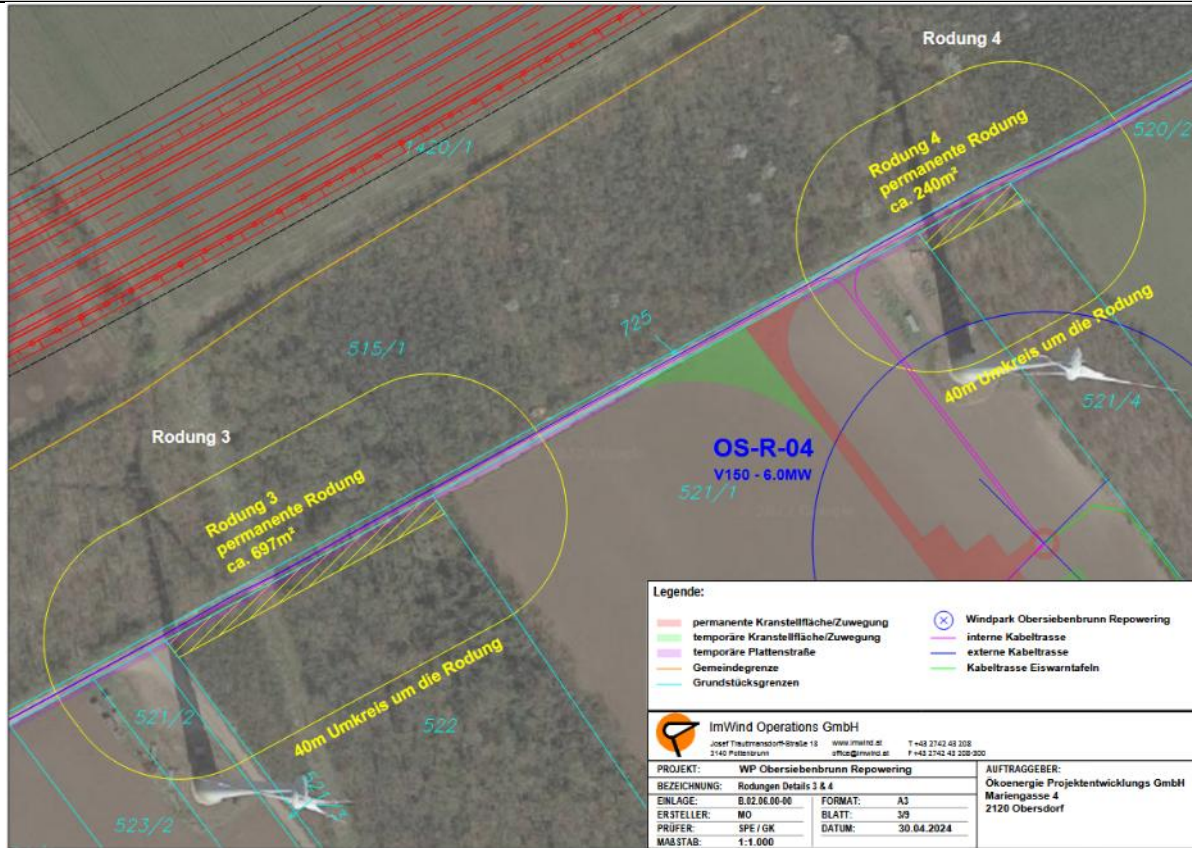 Rodung 4
1420/1
520/2
Rodung 4
permanente Rodung
ca. 240m²
725
515/1
40m Umkreis um die Rodung
521/4
Rodung 3
OS-R-04
V150 - 6.0MW
521/1
Rodung 3
permanente Rodung
ca. 697m²
40m Umkreis um die Rodung
521/2
522
523/2
Legende:
permanente Kranstellfläche/Zuwegung
temporäre Kranstellfläche/Zuwegung
temporäre Plattenstraße
Gemeindegrenze
Grundstücksgrenzen
Windpark Obersiebenbrunn Repowering
interne Kabeltrasse
externe Kabeltrasse
Kabeltrasse Eiswarntafeln
ImWind Operations GmbH
Josef Trautmannsdorff-Straße 18 www.imwind.at T +43 2742 43 208
3140 Pottenbrunn office@imwind.at F +43 2742 43 208-300
PROJEKT: WP Obersiebenbrunn Repowering
BEZEICHNUNG: Rodungen Details 3 & 4
EINLAGE: B.02.06.00-00 FORMAT: A3
ERSTELLER: MO BLATT: 3/9
PRÜFER: SPE / GK DATUM: 30.04.2024
MAßSTAB: 1:1.000
AUFTRAGGEBER:
Ökoenergie Projektentwicklungs GmbH
Mariengasse 4
2120 Obersdorf